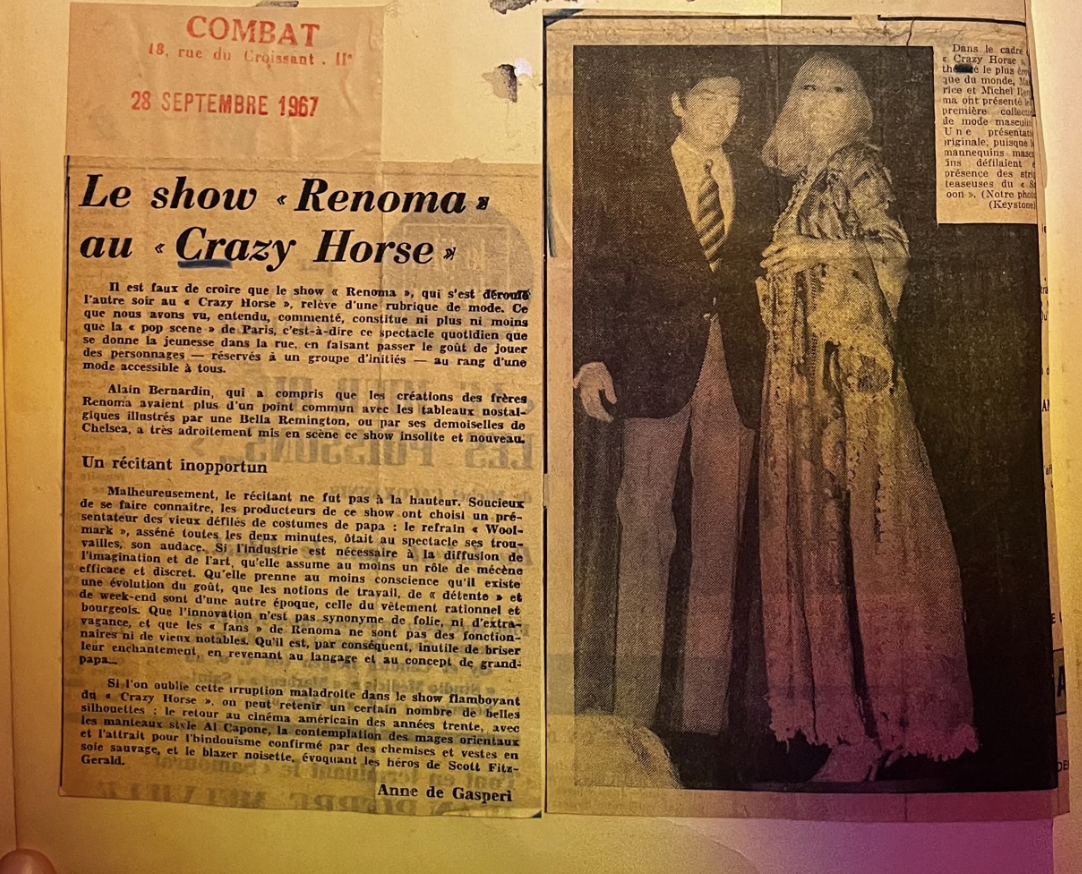 COMBAT
18, rue du Croissant . IIe
28 SEPTEMBRE 1967
Le show « Renoma »
au « Crazy Horse »
Il est faux de croire que le show « Renoma », qui s'est déroulé
l'autre soir au « Crazy Horse », relève d'une rubrique de mode. Ce
que nous avons vu, entendu, commenté, constitue ni plus ni moins
que la « pop scene » de Paris, c'est-à-dire ce spectacle quotidien que
se donne la jeunesse dans la rue, en faisant passer le goût de jouer
des personnages — réservés à un groupe d'initiés — au rang d'une
mode accessible à tous.
Alain Bernardin, qui a compris que les créations des frères
Renoma avaient plus d'un point commun avec les tableaux nostal-
giques illustrés par une Bella Remington, ou par ses demoiselles de
Chelsea, a très adroitement mis en scène ce show insolite et nouveau.
Un récitant inopportun
Malheureusement, le récitant ne fut pas à la hauteur. Soucieux
de se faire connaître, les producteurs de ce show ont choisi un pré-
sentateur des vieux défilés de costumes de papa : le refrain « Wool-
mark », asséné toutes les deux minutes, ôtait au spectacle ses trou-
vailles, son audace. Si l'industrie est nécessaire à la diffusion de
l'imagination et de l'art, qu'elle assume au moins un rôle de mécène
efficace et discret. Qu'elle prenne au moins conscience qu'il existe
une évolution du goût, que les notions de travail, de « détente » et
de week-end sont d'une autre époque, celle du vêtement rationnel et
bourgeois. Que l'innovation n'est pas synonyme de folie, ni d'extra-
vagance, et que les « fans » de Renoma ne sont pas des fonction-
naires ni de vieux notables. Qu'il est, par conséquent, inutile de briser
leur enchantement, en revenant au langage et au concept de grand-
papa...
Si l'on oublie cette irruption maladroite dans le show flamboyant
du « Crazy Horse », on peut retenir un certain nombre de belles
silhouettes : le retour au cinéma américain des années trente, avec
les manteaux style Al Capone, la contemplation des mages orientaux
et l'attrait pour l'hindouisme confirmé par des chemises et vestes en
soie sauvage, et le blazer noisette, évoquant les héros de Scott Fitz-
Gerald.
Anne de Gasperi
Dans le cadre
« Crazy Horse »,
le plus
que du monde,
rice et Michel
ma ont présenté
première
de mode
Une
originale, puisque
mannequins
défilaient
présence des
teaseuses du «
oon ». (Notre
(Keystone)